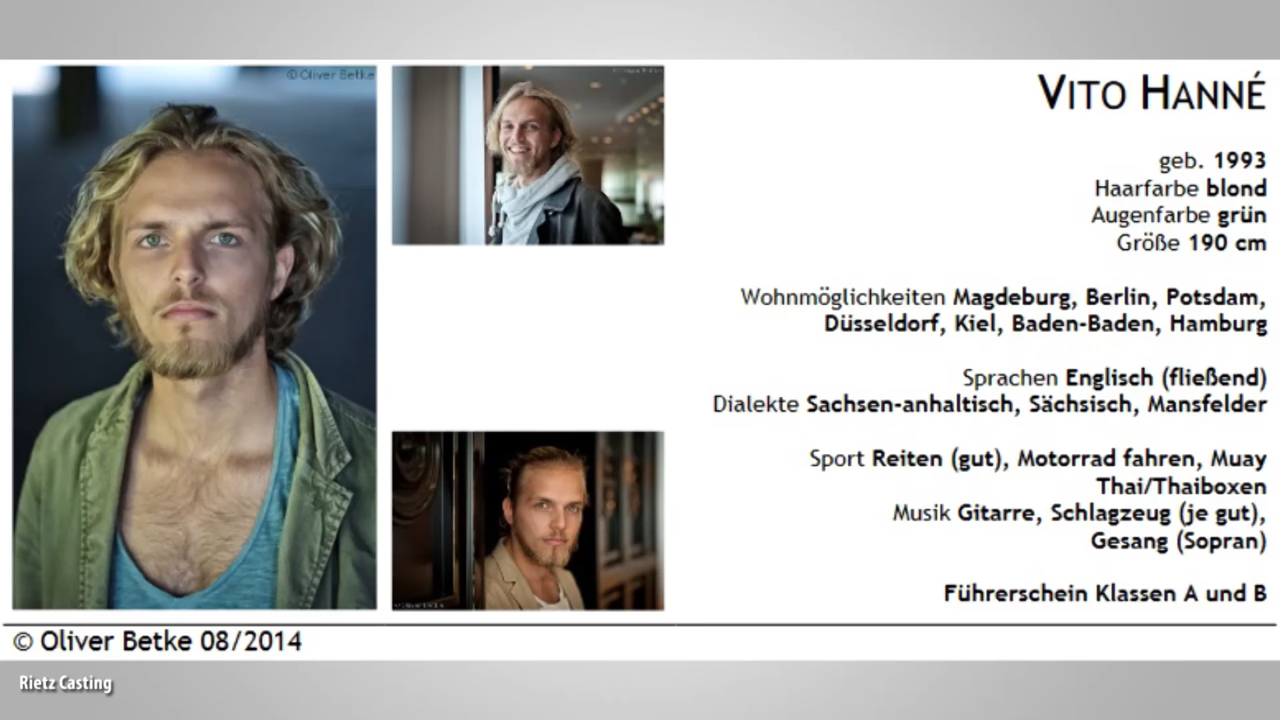 © Oliver Betke
VITO HANNÉ
geb. 1993
Haarfarbe blond
Augenfarbe grün
Größe 190 cm
Wohnmöglichkeiten Magdeburg, Berlin, Potsdam,
Düsseldorf, Kiel, Baden-Baden, Hamburg
Sprachen Englisch (fließend)
Dialekte Sachsen-anhaltisch, Sächsisch, Mansfelder
Sport Reiten (gut), Motorrad fahren, Muay
Thai/Thaiboxen
Musik Gitarre, Schlagzeug (je gut),
Gesang (Sopran)
Führerschein Klassen A und B
© Oliver Betke 08/2014
Rietz Casting